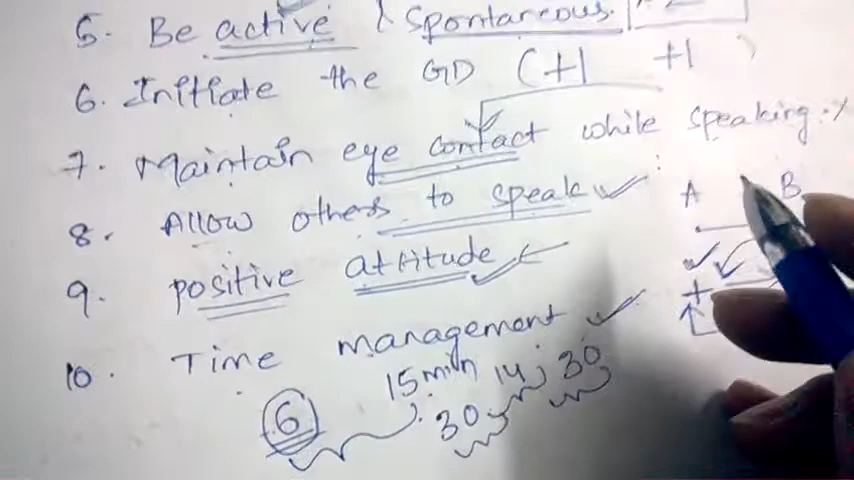 5. Be active & Spontaneous.
6. Initiate the GD (+1 +1 )
7. Maintain eye contact while speaking.
8. Allow others to speak
A B
9. positive attitude
+
10. Time management
15 min 14 30
6 30